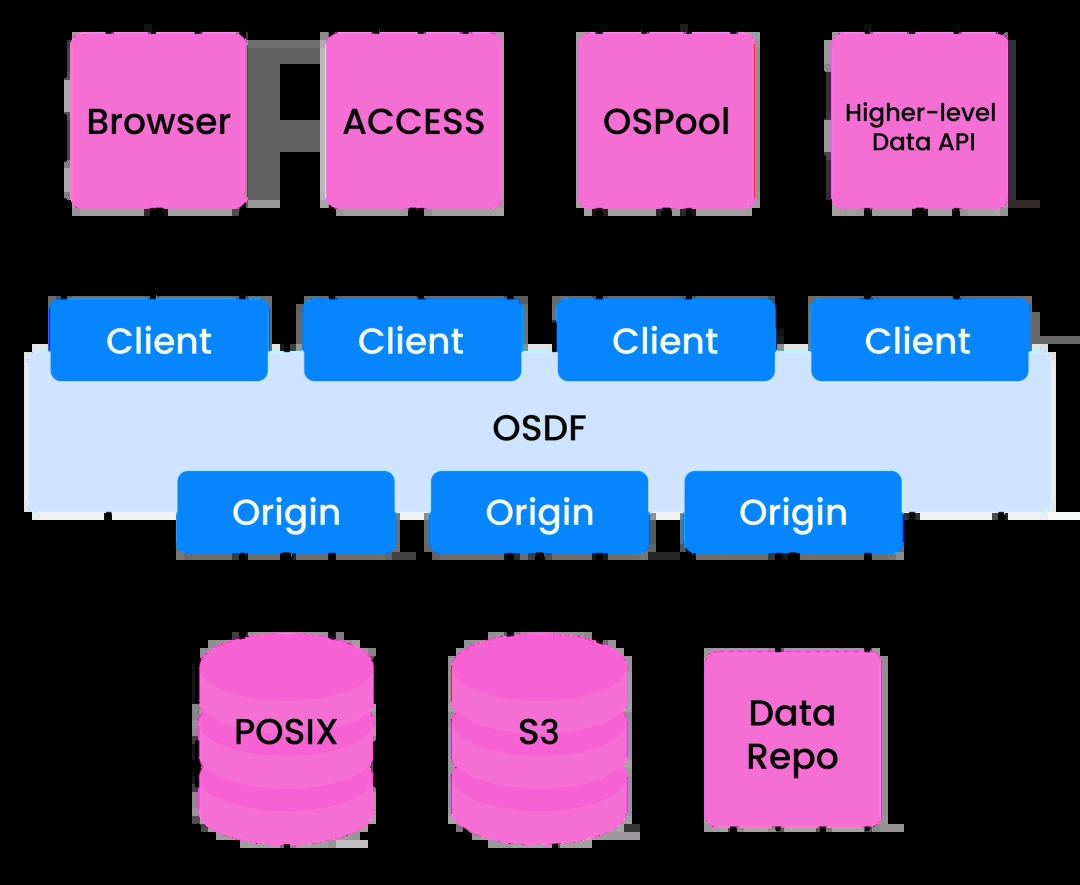 Browser
ACCESS
OSPool
Higher-level
Data API
Client
Client
Client
Client
OSDF
Origin
Origin
Origin
POSIX
S3
Data
Repo